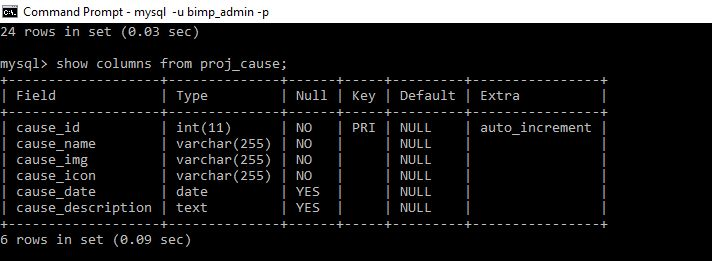 Command Prompt - mysql -u bimp_admin -p
24 rows in set (0.03 sec)
mysql> show columns from proj_cause;
+-------------------+--------------+------+-----+---------+----------------+
| Field             | Type         | Null | Key | Default | Extra          |
+-------------------+--------------+------+-----+---------+----------------+
| cause_id          | int(11)      | NO   | PRI | NULL    | auto_increment |
| cause_name        | varchar(255) | NO   |     | NULL    |                |
| cause_img         | varchar(255) | NO   |     | NULL    |                |
| cause_icon        | varchar(255) | NO   |     | NULL    |                |
| cause_date        | date         | YES  |     | NULL    |                |
| cause_description | text         | YES  |     | NULL    |                |
+-------------------+--------------+------+-----+---------+----------------+
6 rows in set (0.09 sec)